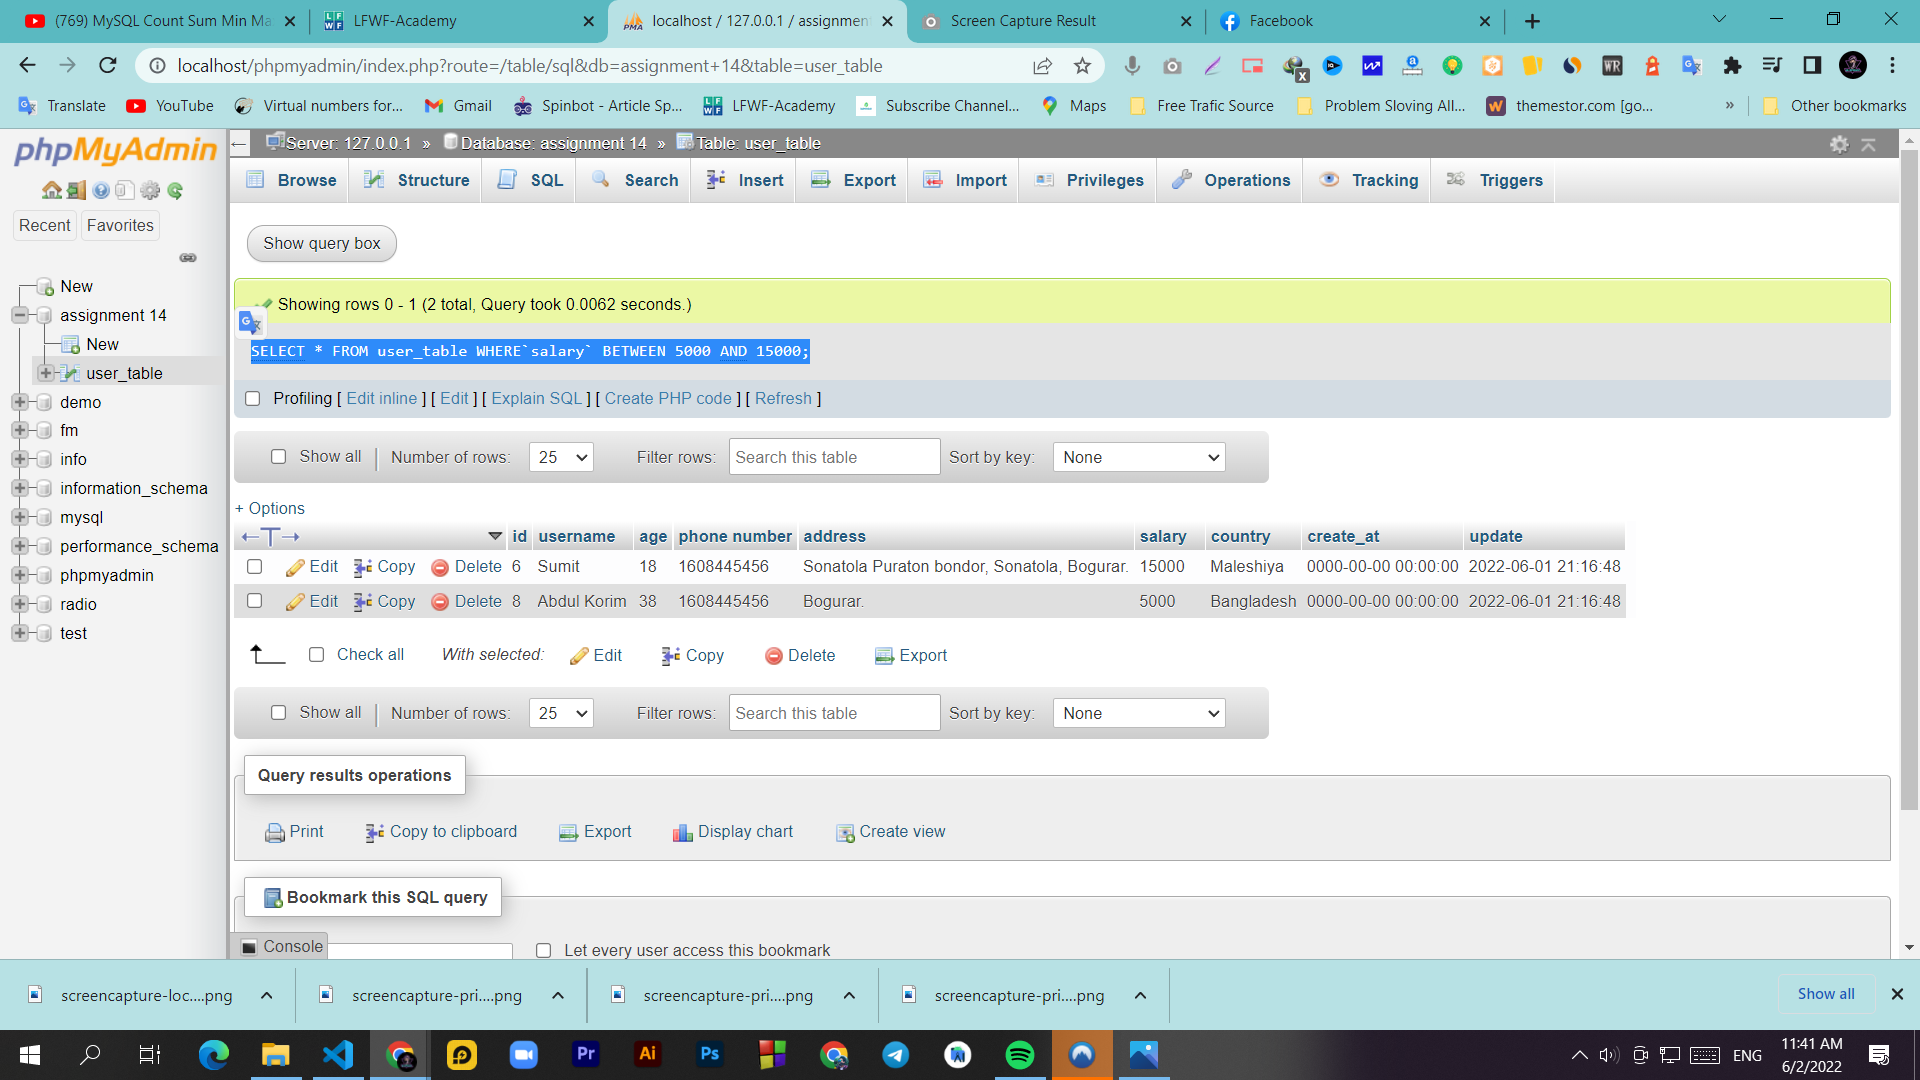 (769) MySQL Count Sum Min Ma
LFWF-Academy
localhost / 127.0.0.1 / assignment
Screen Capture Result
Facebook
localhost/phpmyadmin/index.php?route=/table/sql&db=assignment+14&table=user_table
Translate
YouTube
Virtual numbers for...
Gmail
Spinbot - Article Sp...
LFWF-Academy
Subscribe Channel...
Maps
Free Trafic Source
Problem Sloving All...
themestor.com [go...
»
Other bookmarks
phpMyAdmin
Recent
Favorites
New
assignment 14
New
user_table
demo
fm
info
information_schema
mysql
performance_schema
phpmyadmin
radio
test
Server: 127.0.0.1 » Database: assignment 14 » Table: user_table
Browse
Structure
SQL
Search
Insert
Export
Import
Privileges
Operations
Tracking
Triggers
Show query box
Showing rows 0 - 1 (2 total, Query took 0.0062 seconds.)
SELECT * FROM user_table WHERE`salary` BETWEEN 5000 AND 15000;
Profiling [ Edit inline ] [ Edit ] [ Explain SQL ] [ Create PHP code ] [ Refresh ]
Show all | Number of rows: 25 Filter rows: Search this table Sort by key: None
+ Options
id username age phone number address salary country create_at update
Edit Copy Delete 6 Sumit 18 1608445456 Sonatola Puraton bondor, Sonatola, Bogurar. 15000 Maleshiya 0000-00-00 00:00:00 2022-06-01 21:16:48
Edit Copy Delete 8 Abdul Korim 38 1608445456 Bogurar. 5000 Bangladesh 0000-00-00 00:00:00 2022-06-01 21:16:48
Check all With selected: Edit Copy Delete Export
Show all | Number of rows: 25 Filter rows: Search this table Sort by key: None
Query results operations
Print Copy to clipboard Export Display chart Create view
Bookmark this SQL query
Console
Let every user access this bookmark
screencapture-loc....png
screencapture-pri....png
screencapture-pri....png
screencapture-pri....png
Show all
Pr
Ai
Ps
ENG
11:41 AM
6/2/2022